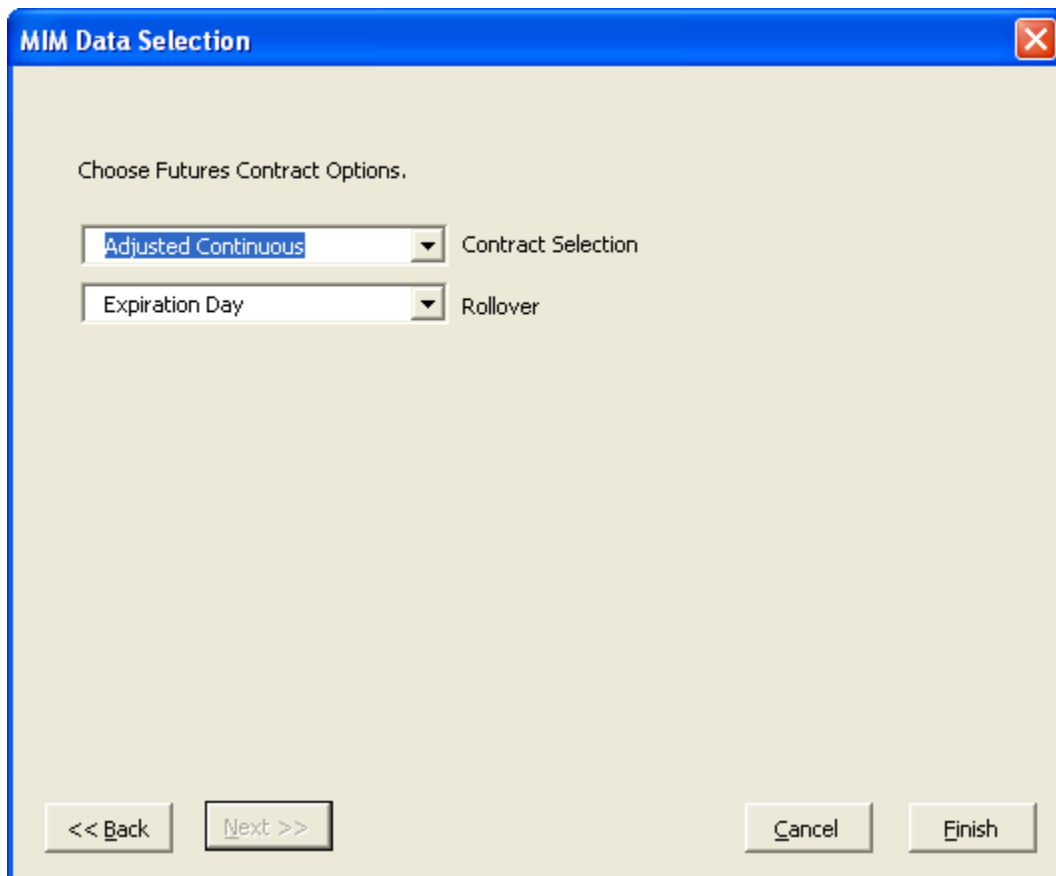 MIM Data Selection
Choose Futures Contract Options.
Adjusted Continuous Contract Selection
Expiration Day Rollover
<< Back Next >> Cancel Finish